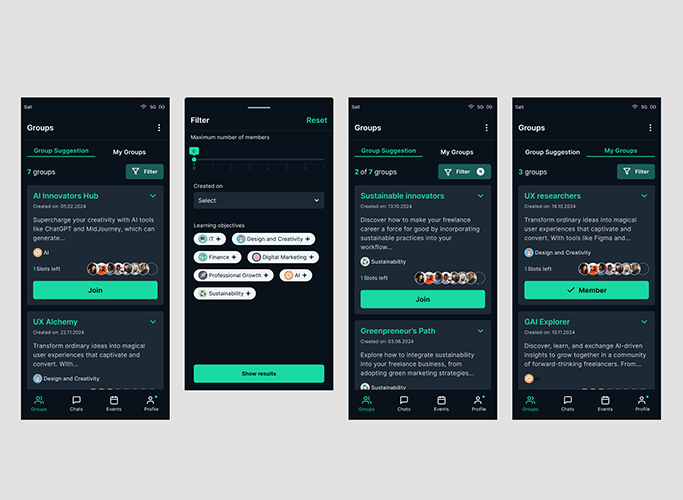 Salt
5G
Groups
Group Suggestion
My Groups
7 groups
Filter
AI Innovators Hub
Created on: 05.02.2024
Supercharge your creativity with AI tools
like ChatGPT and MidJourney, which can
generate...
AI
1 Slots left
Join
UX Alchemy
Created on: 22.11.2024
Transform ordinary ideas into magical
user experiences that captivate and
convert. With...
Design and Creativity
Groups
Chats
Events
Profile
Filter
Reset
Maximum number of members
Created on
Select
Learning objectives
IT +
Design and Creativity +
Finance +
Digital Marketing +
Professional Growth +
AI +
Sustainability +
Show results
Salt
5G
Groups
Group Suggestion
My Groups
2 of 7 groups
Filter
Sustainable innovators
Created on: 13.10.2024
Discover how to make your freelance
career a force for good by incorporating
sustainable practices into your
workflow...
Sustainability
1 Slots left
Join
Greenpreneur's Path
Created on: 03.06.2024
Explore how to integrate sustainability
into your freelance business, from
adopting green marketing strategies...
Sustainability
Groups
Chats
Events
Profile
Salt
5G
Groups
Group Suggestion
My Groups
3 groups
Filter
UX researchers
Created on: 16.10.2024
Transform ordinary ideas into magical
user experiences that captivate and
convert. With tools like Figma and...
Design and Creativity
1 Slots left
Member
GAI Explorer
Created on: 10.11.2024
Discover, learn, and exchange AI-driven
insights to grow together in a community
of forward-thinking freelancers. From...
Groups
Chats
Events
Profile